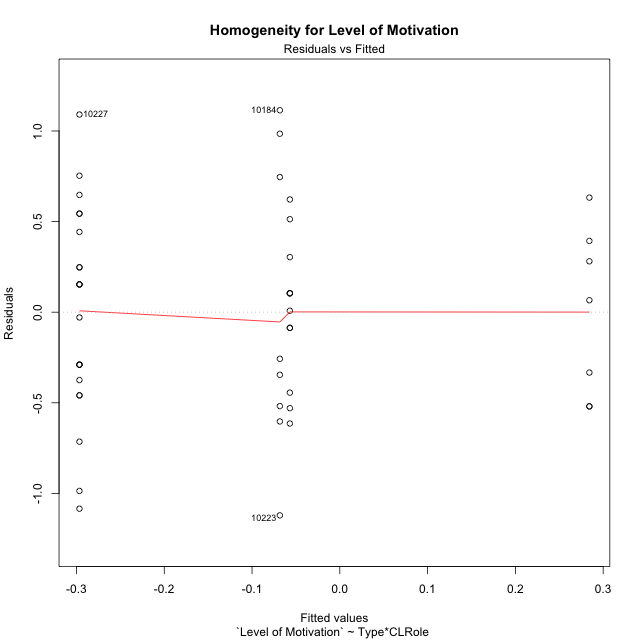 Homogeneity for Level of Motivation
Residuals vs Fitted
10227
10184
10223
1.0
0.5
0.0
-0.5
-1.0
Residuals
-0.3 -0.2 -0.1 0.0 0.1 0.2 0.3
Fitted values
`Level of Motivation` ~ Type*CLRole